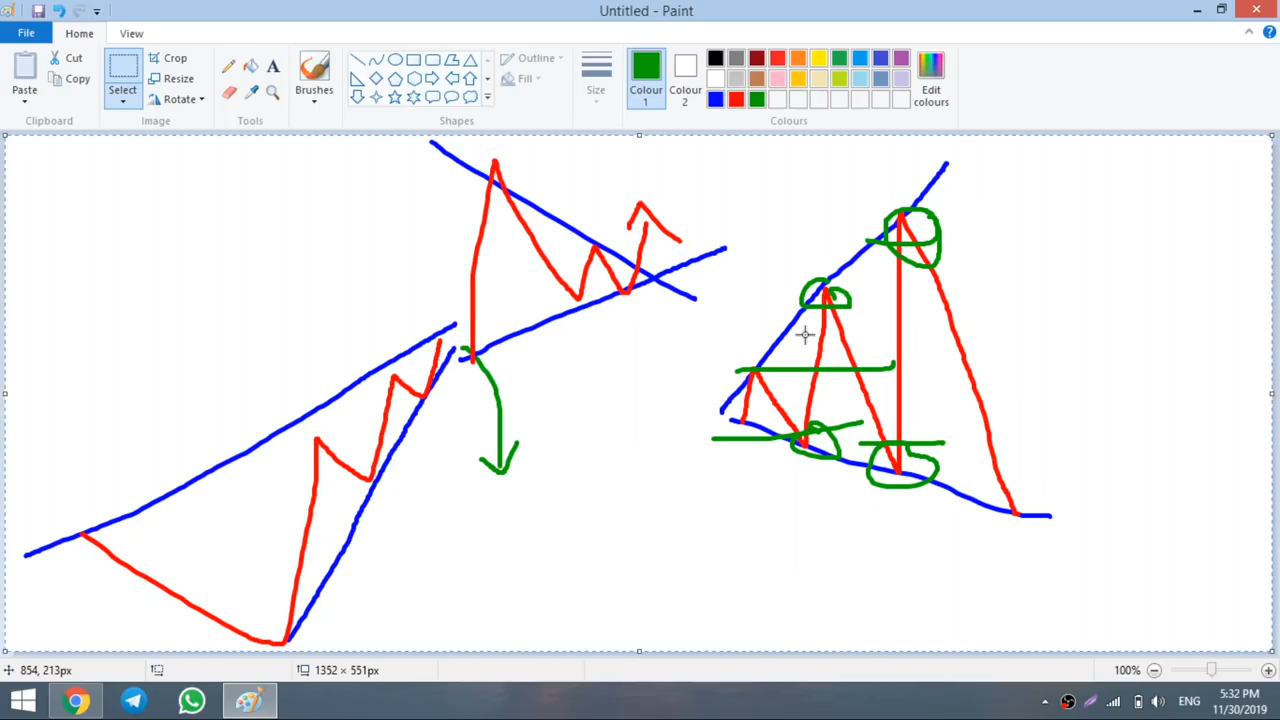 Untitled - Paint
File Home View
Paste
Cut
Copy
Clipboard
Select
Crop
Resize
Rotate
Image
A
Tools
Brushes
Outline
Fill
Shapes
Size
Colour 1
Colour 2
Edit colours
Colours
854, 213px
1352 × 551px
100%
ENG
5:32 PM
11/30/2019